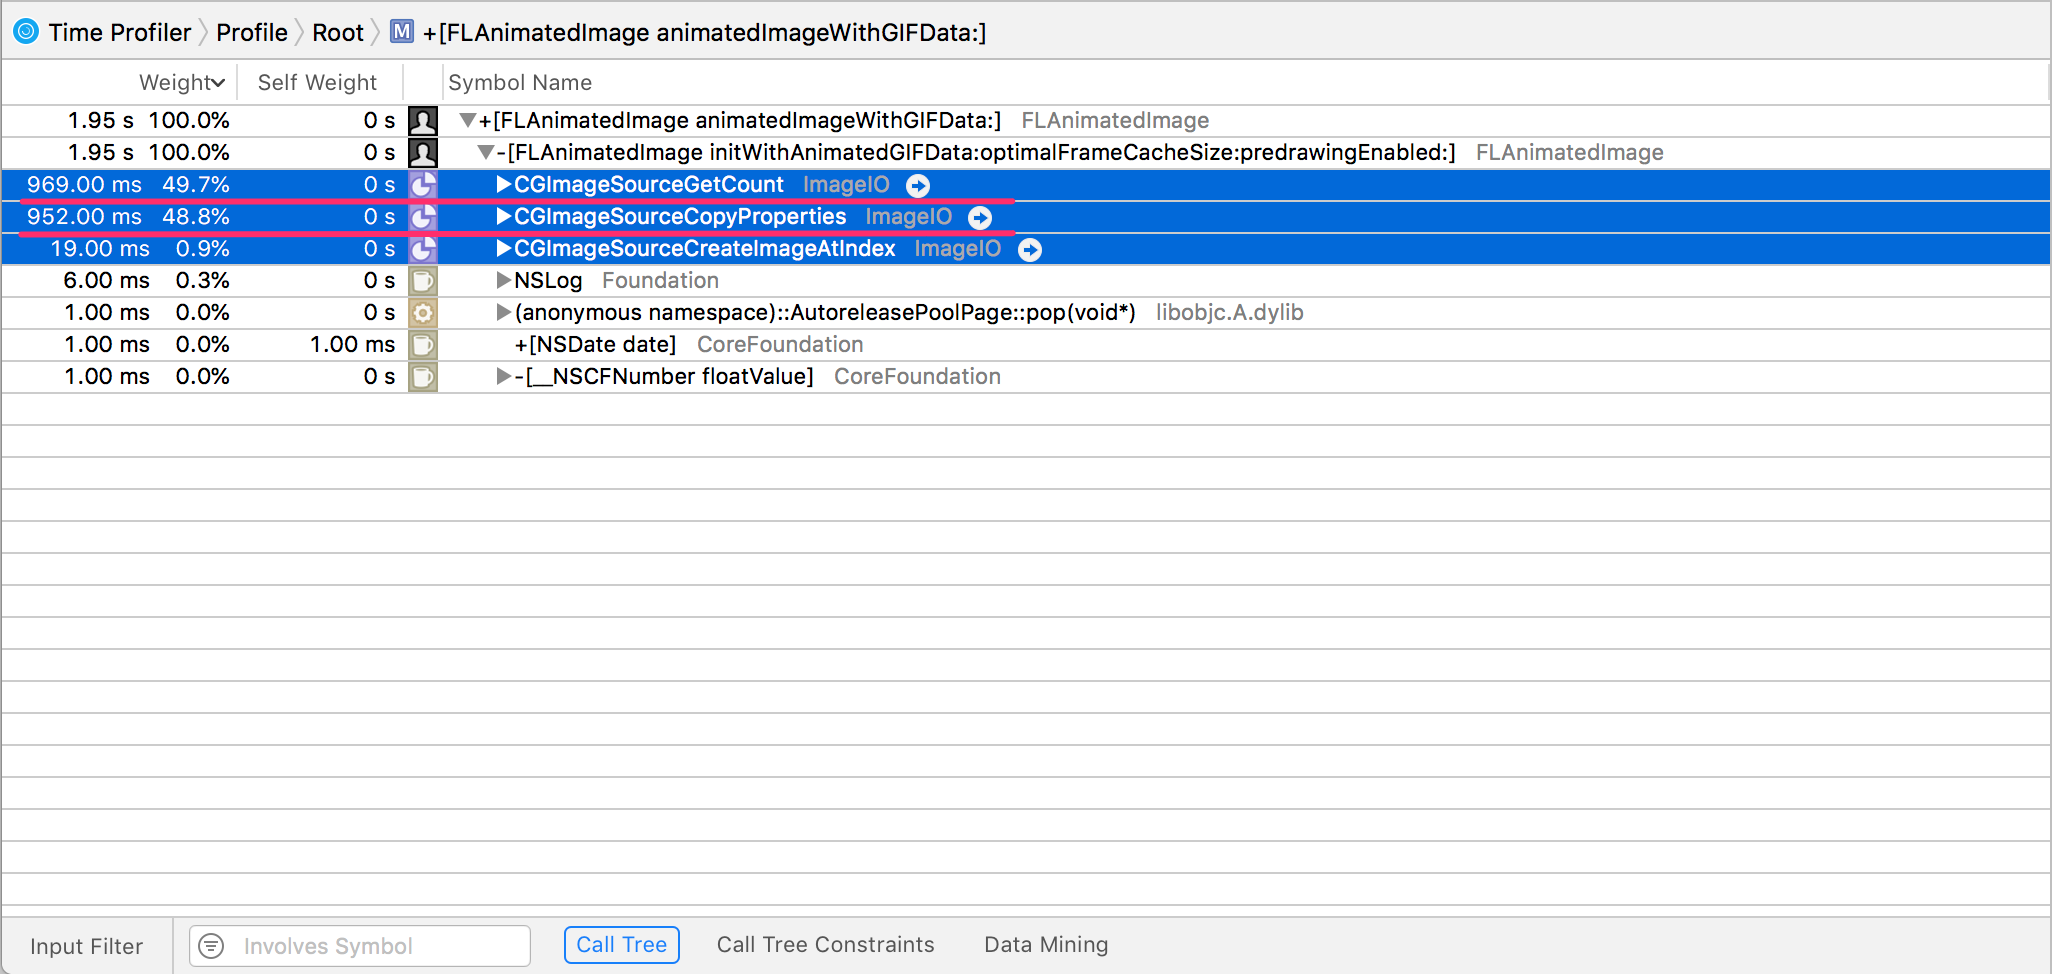 Time Profiler Profile Root M +[FLAnimatedImage animatedImageWithGIFData:]
Weight Self Weight Symbol Name
1.95 s 100.0% 0 s +[FLAnimatedImage animatedImageWithGIFData:] FLAnimatedImage
1.95 s 100.0% 0 s -[FLAnimatedImage initWithAnimatedGIFData:optimalFrameCacheSize:predrawingEnabled:] FLAnimatedImage
969.00 ms 49.7% 0 s CGImageSourceGetCount ImageIO
952.00 ms 48.8% 0 s CGImageSourceCopyProperties ImageIO
19.00 ms 0.9% 0 s CGImageSourceCreateImageAtIndex ImageIO
6.00 ms 0.3% 0 s NSLog Foundation
1.00 ms 0.0% 0 s (anonymous namespace)::AutoreleasePoolPage::pop(void*) libobjc.A.dylib
1.00 ms 0.0% 1.00 ms +[NSDate date] CoreFoundation
1.00 ms 0.0% 0 s -[__NSCFNumber floatValue] CoreFoundation
Input Filter Involves Symbol Call Tree Call Tree Constraints Data Mining